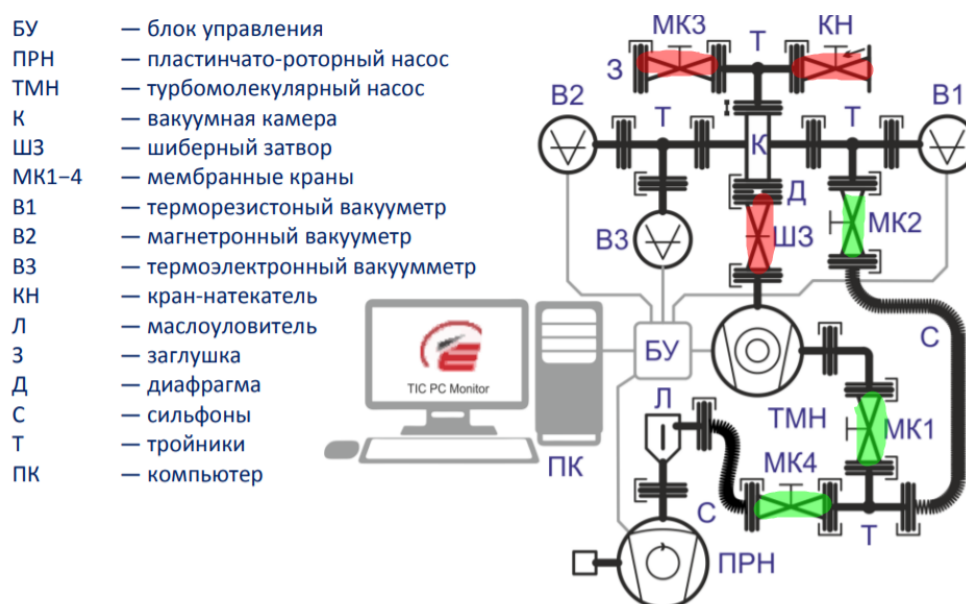 БУ — блок управления
ПРН — пластинчато-роторный насос
ТМН — турбомолекулярный насос
К — вакуумная камера
ШЗ — шиберный затвор
МК1−4 — мембранные краны
В1 — терморезистоный вакууметр
В2 — магнетронный вакууметр
В3 — термоэлектронный вакуумметр
КН — кран-натекатель
Л — маслоуловитель
З — заглушка
Д — диафрагма
С — сильфоны
Т — тройники
ПК — компьютер
МК3
Т
КН
З
В2
Т
Т
В1
К
Д
В3
ШЗ
МК2
С
БУ
TIC PC Monitor
Л
ТМН
МК1
ПК
МК4
С
Т
ПРН